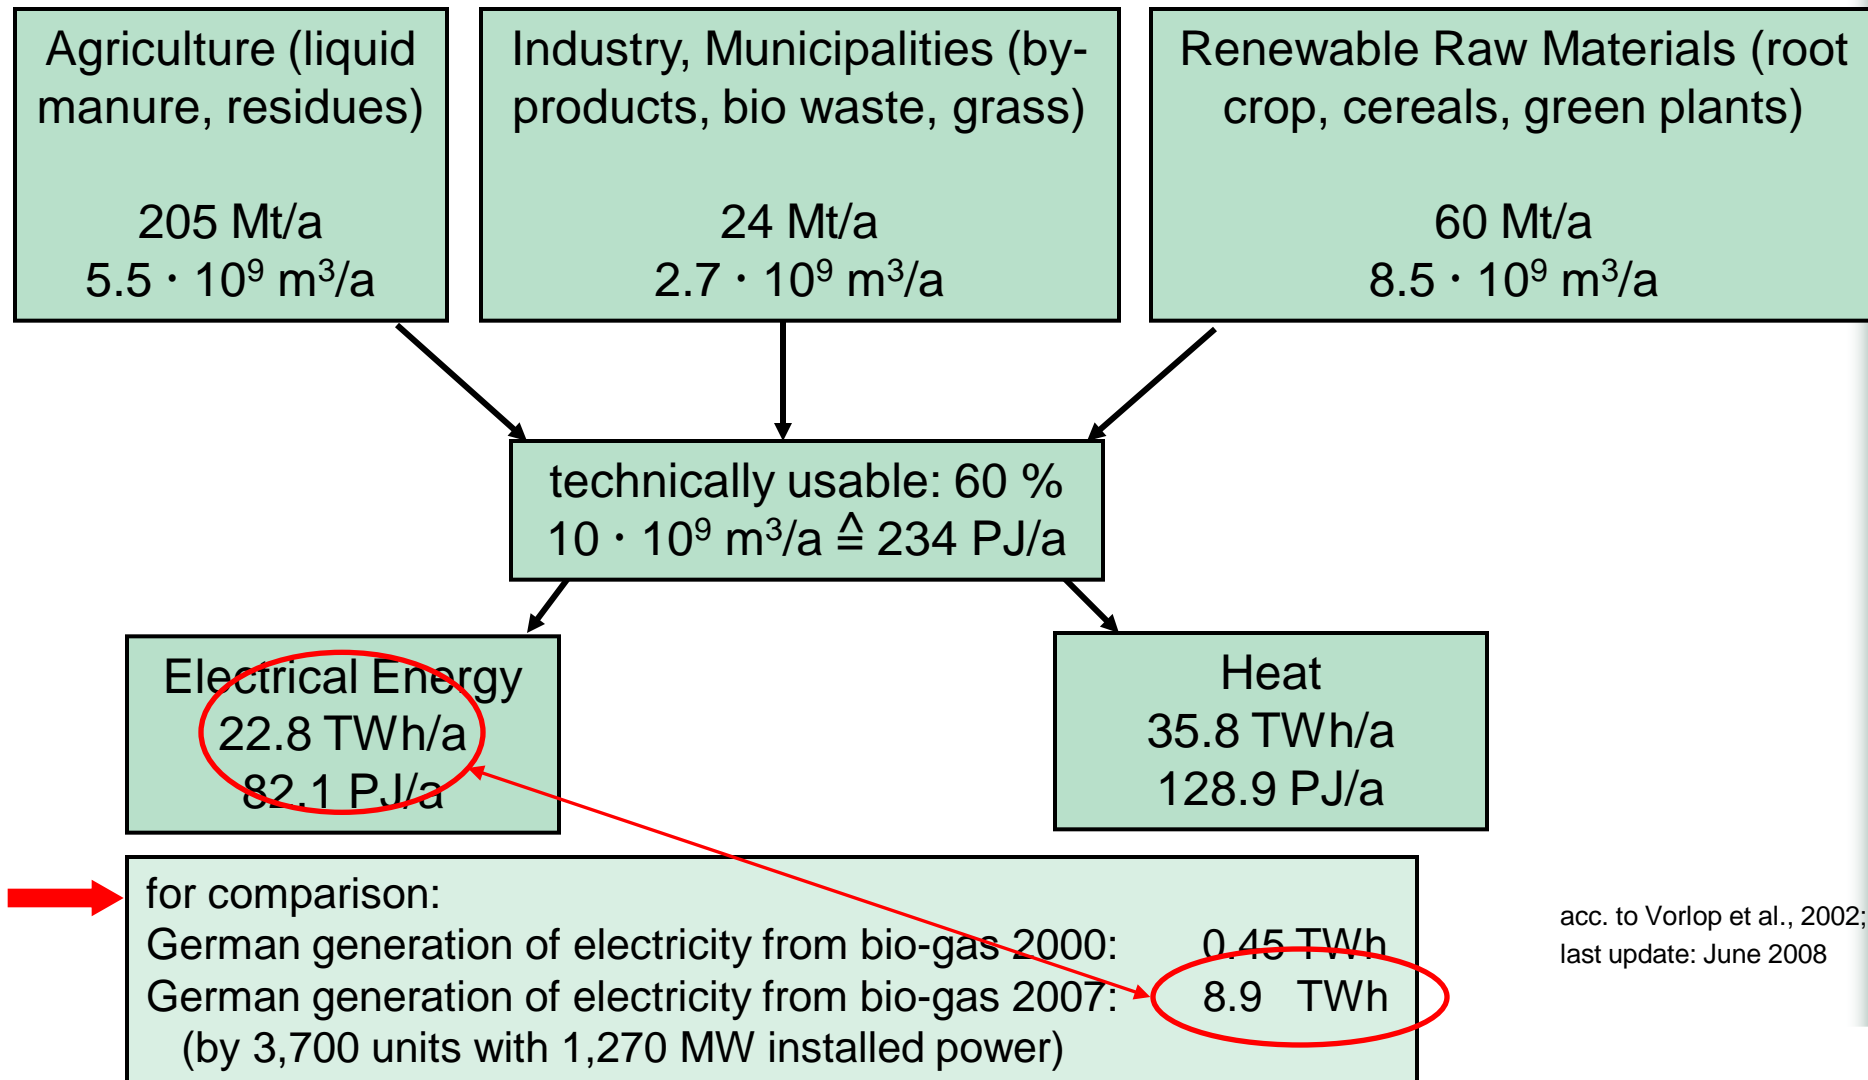 Agriculture (liquid
manure, residues)
205 Mt/a
5.5 · 10⁹ m³/a
Industry, Municipalities (by-
products, bio waste, grass)
24 Mt/a
2.7 · 10⁹ m³/a
Renewable Raw Materials (root
crop, cereals, green plants)
60 Mt/a
8.5 · 10⁹ m³/a
technically usable: 60 %
10 · 10⁹ m³/a ≙ 234 PJ/a
Electrical Energy
22.8 TWh/a
82.1 PJ/a
Heat
35.8 TWh/a
128.9 PJ/a
for comparison:
German generation of electricity from bio-gas 2000: 0.45 TWh
German generation of electricity from bio-gas 2007: 8.9 TWh
(by 3,700 units with 1,270 MW installed power)
acc. to Vorlop et al., 2002;
last update: June 2008